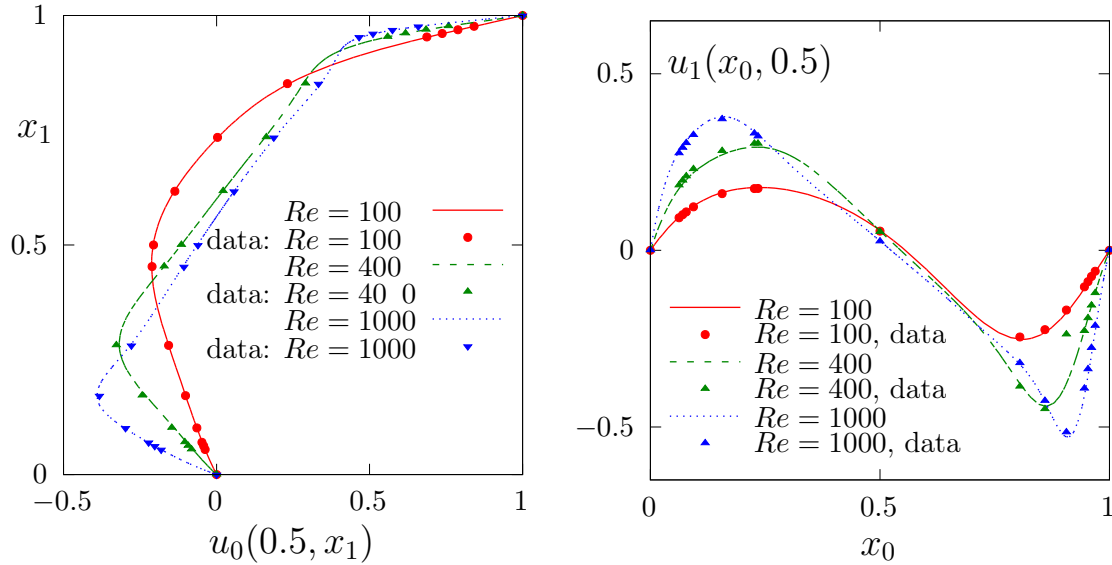 1
x1
0.5
0
−0.5
0
0.5
1
u0(0.5, x1)
Re = 100
data: Re = 100
Re = 400
data: Re = 40 0
Re = 1000
data: Re = 1000
u1(x0, 0.5)
0.5
0
−0.5
0
0.5
1
x0
Re = 100
Re = 100, data
Re = 400
Re = 400, data
Re = 1000
Re = 1000, data